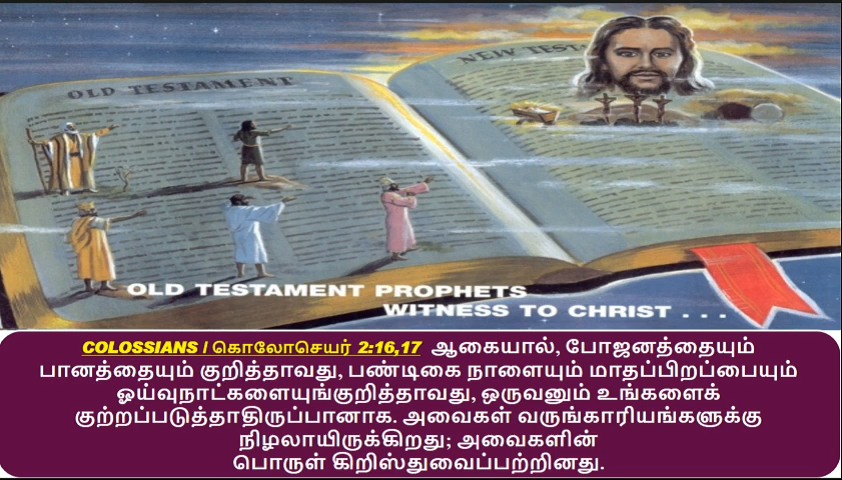 OLD TESTAMENT
NEW TEST
OLD TESTAMENT PROPHETS
WITNESS TO CHRIST . . .
COLOSSIANS / கொலோசெயர் 2:16,17 ஆகையால், போஜனத்தையும்
பானத்தையும் குறித்தாவது, பண்டிகை நாளையும் மாதப்பிறப்பையும்
ஓய்வுநாட்களையுங்குறித்தாவது, ஒருவனும் உங்களைக்
குற்றப்படுத்தாதிருப்பானாக. அவைகள் வருங்காரியங்களுக்கு
நிழலாயிருக்கிறது; அவைகளின்
பொருள் கிறிஸ்துவைப்பற்றினது.